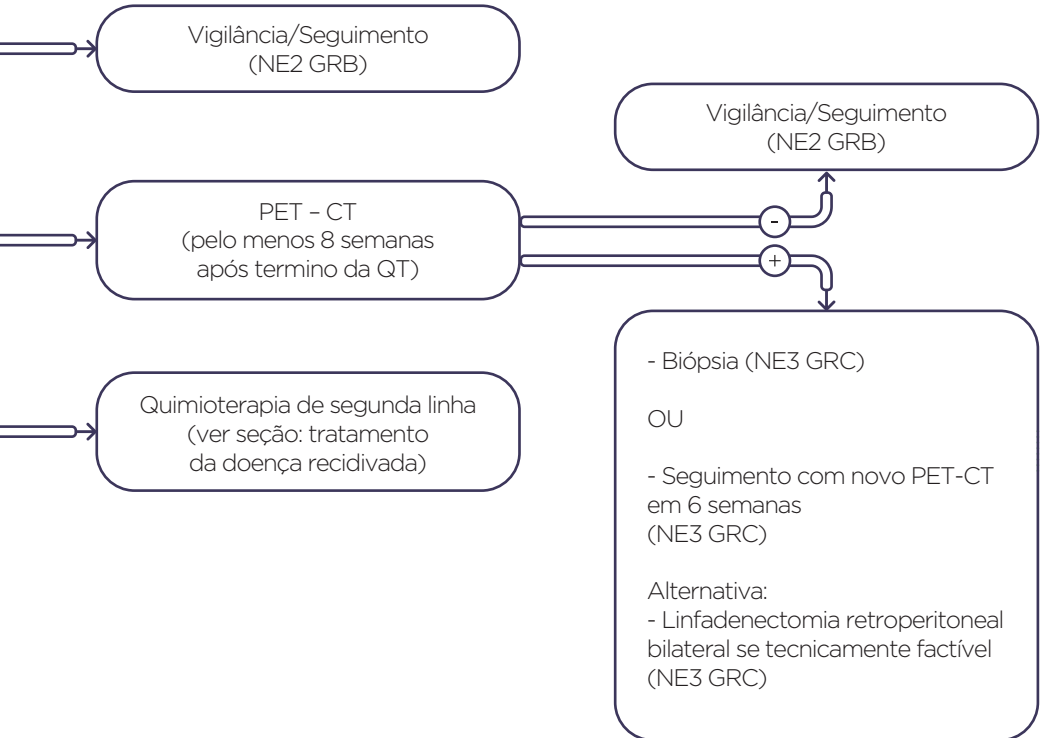 Vigilância/Seguimento
(NE2 GRB)
Vigilância/Seguimento
(NE2 GRB)
PET – CT
(pelo menos 8 semanas
após termino da QT)
-
+
Quimioterapia de segunda linha
(ver seção: tratamento
da doença recidivada)
- Biópsia (NE3 GRC)
OU
- Seguimento com novo PET-CT
em 6 semanas
(NE3 GRC)
Alternativa:
- Linfadenectomia retroperitoneal
bilateral se tecnicamente factível
(NE3 GRC)